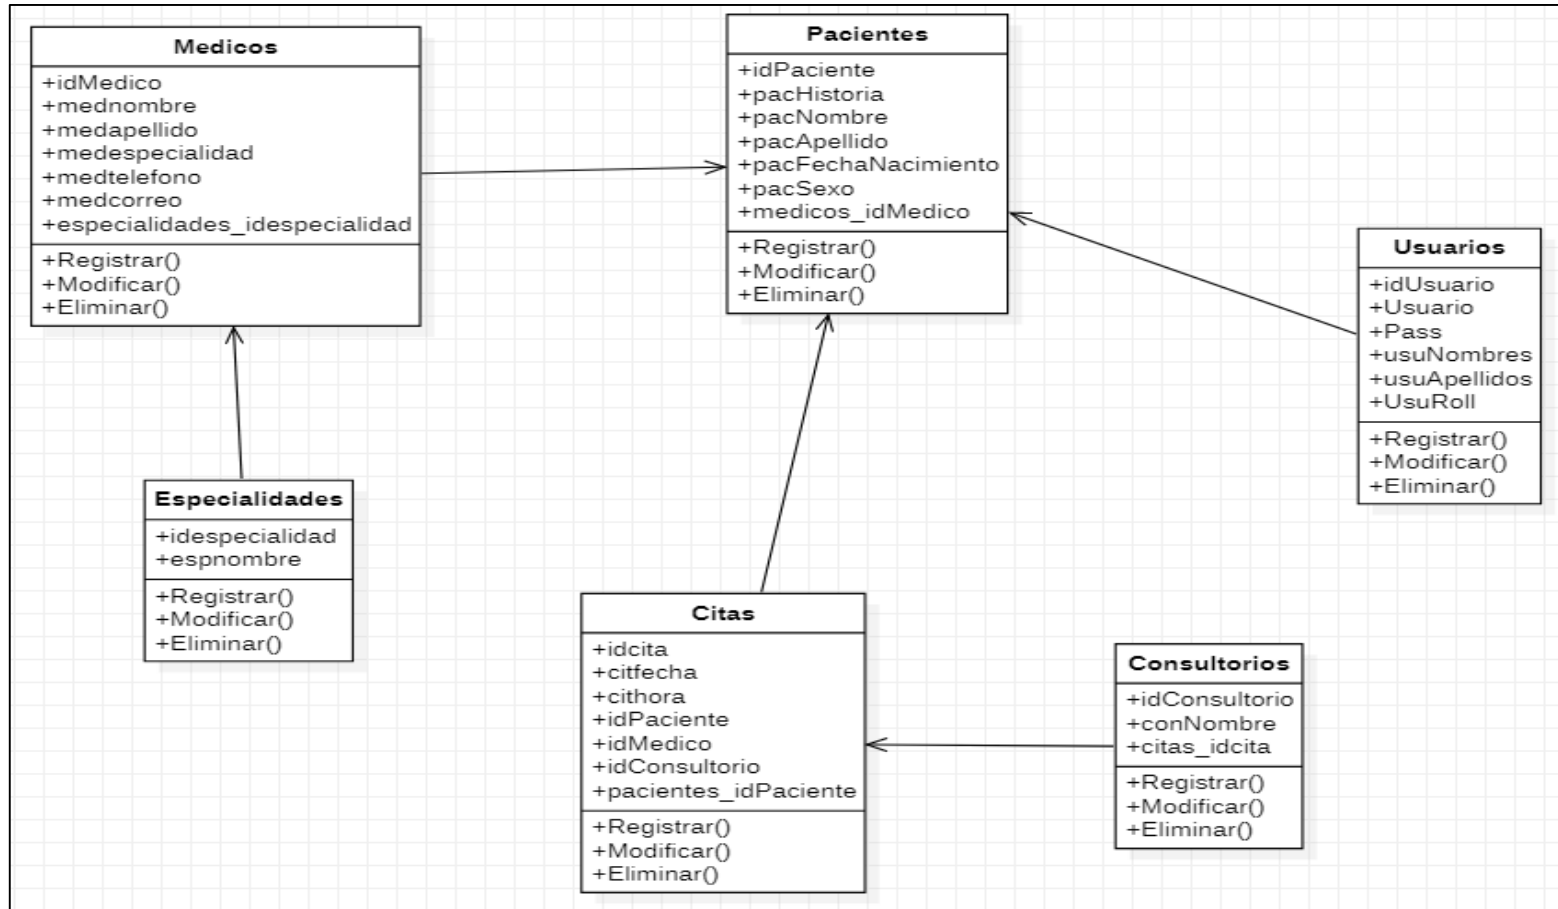 Medicos
+idMedico
+mednombre
+medapellido
+medespecialidad
+medtelefono
+medcorreo
+especialidades_idespecialidad
+Registrar()
+Modificar()
+Eliminar()
Pacientes
+idPaciente
+pacHistoria
+pacNombre
+pacApellido
+pacFechaNacimiento
+pacSexo
+medicos_idMedico
+Registrar()
+Modificar()
+Eliminar()
Usuarios
+idUsuario
+Usuario
+Pass
+usuNombres
+usuApellidos
+UsuRoll
+Registrar()
+Modificar()
+Eliminar()
Especialidades
+idespecialidad
+espnombre
+Registrar()
+Modificar()
+Eliminar()
Citas
+idcita
+citfecha
+cithora
+idPaciente
+idMedico
+idConsultorio
+pacientes_idPaciente
+Registrar()
+Modificar()
+Eliminar()
Consultorios
+idConsultorio
+conNombre
+citas_idcita
+Registrar()
+Modificar()
+Eliminar()